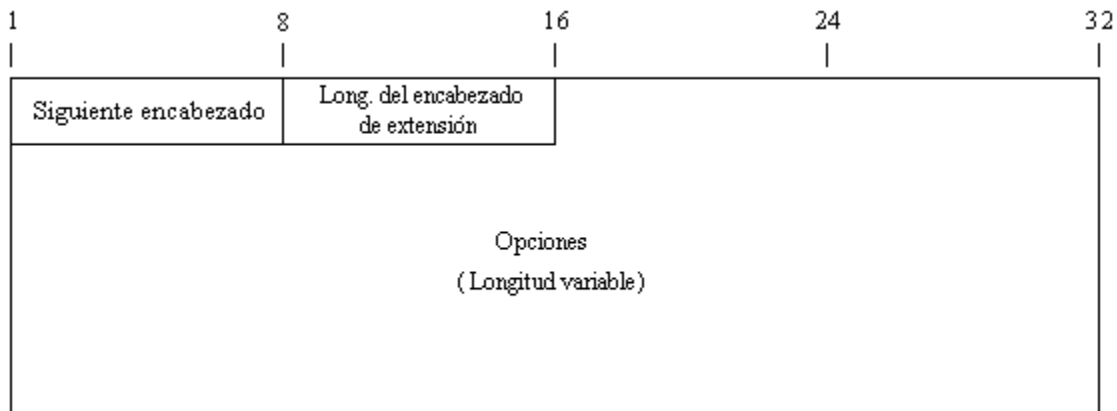 1 8 16 24 32
Siguiente encabezado
Long. del encabezado
de extensión
Opciones
( Longitud variable )